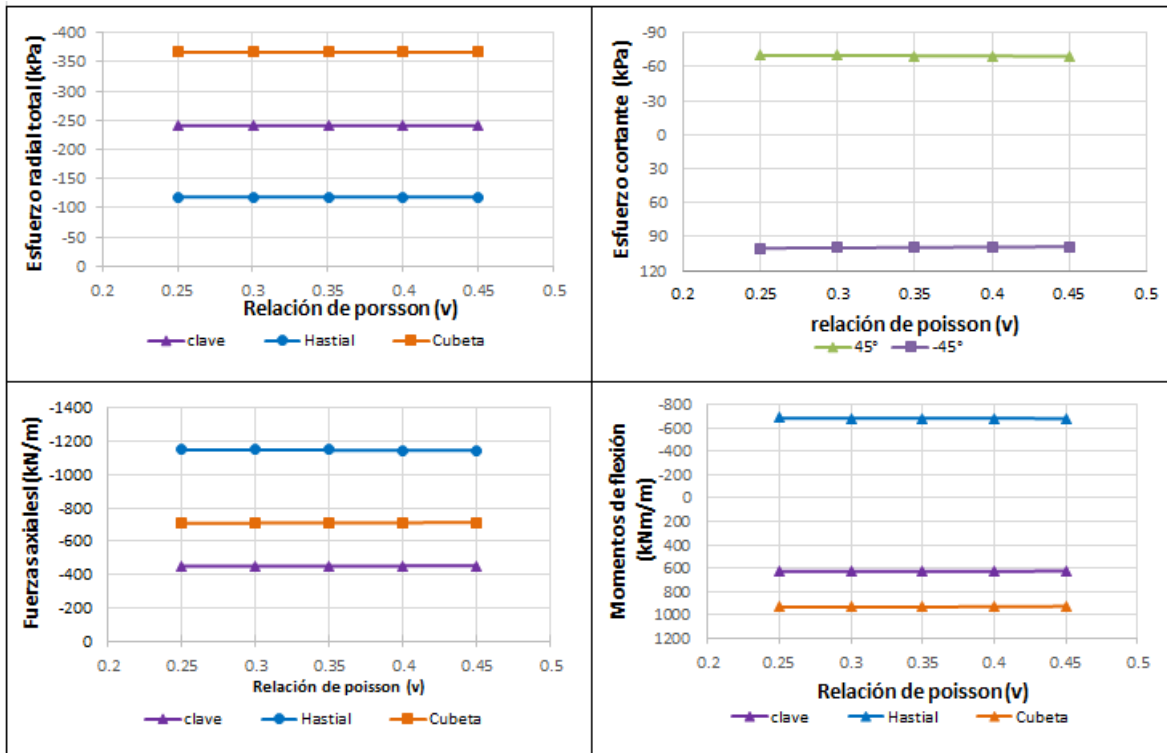 Esfuerzo radial total (kPa)
-400
-350
-300
-250
-200
-150
-100
-50
0
0.2 0.25 0.3 0.35 0.4 0.45 0.5
Relación de porsson (v)
clave Hastial Cubeta
Esfuerzo cortante (kPa)
-90
-60
-30
0
30
60
90
120
0.2 0.25 0.3 0.35 0.4 0.45 0.5
relación de poisson (v)
45° -45°
Fuerzas axialesl (kN/m)
-1400
-1200
-1000
-800
-600
-400
-200
0
0.2 0.25 0.3 0.35 0.4 0.45 0.5
Relación de poisson (v)
clave Hastial Cubeta
Momentos de flexión
(kNm/m)
-800
-600
-400
-200
0
200
400
600
800
1000
1200
0.2 0.25 0.3 0.35 0.4 0.45 0.5
Relación de poisson (v)
clave Hastial Cubeta